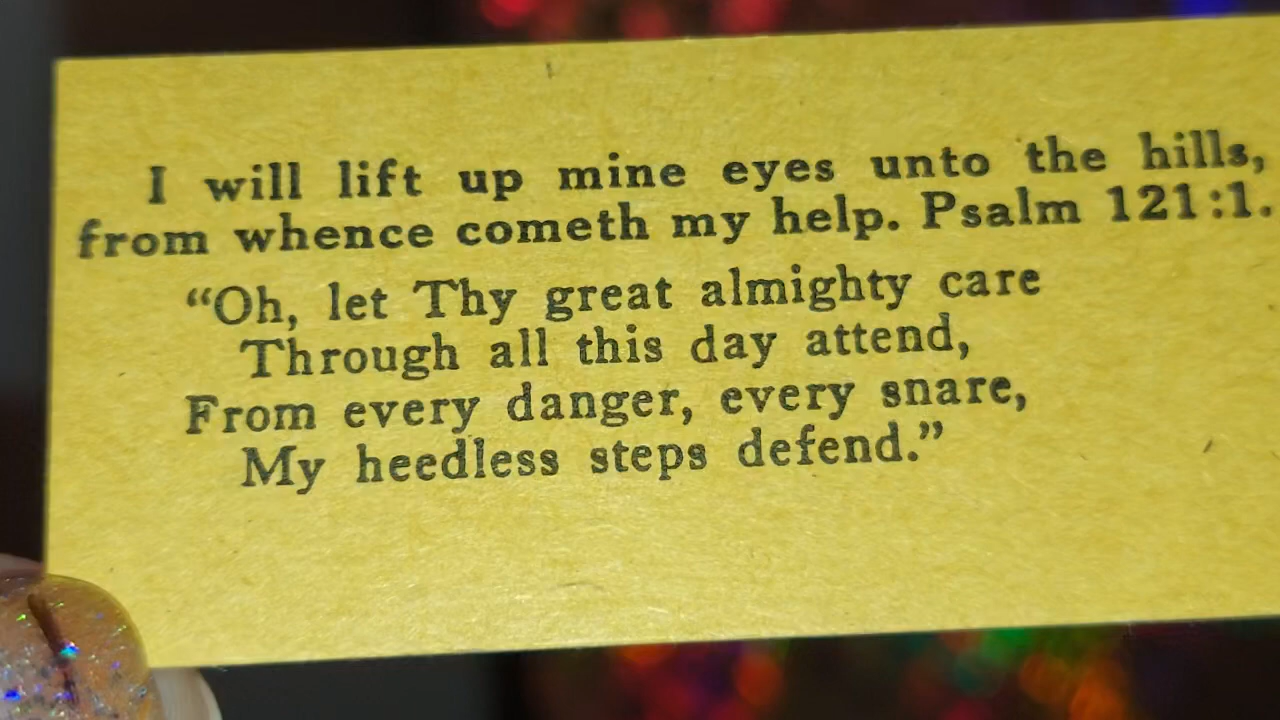 I will lift up mine eyes unto the hills,
from whence cometh my help. Psalm 121:1.
“Oh, let Thy great almighty care
Through all this day attend,
From every danger, every snare,
My heedless steps defend.”